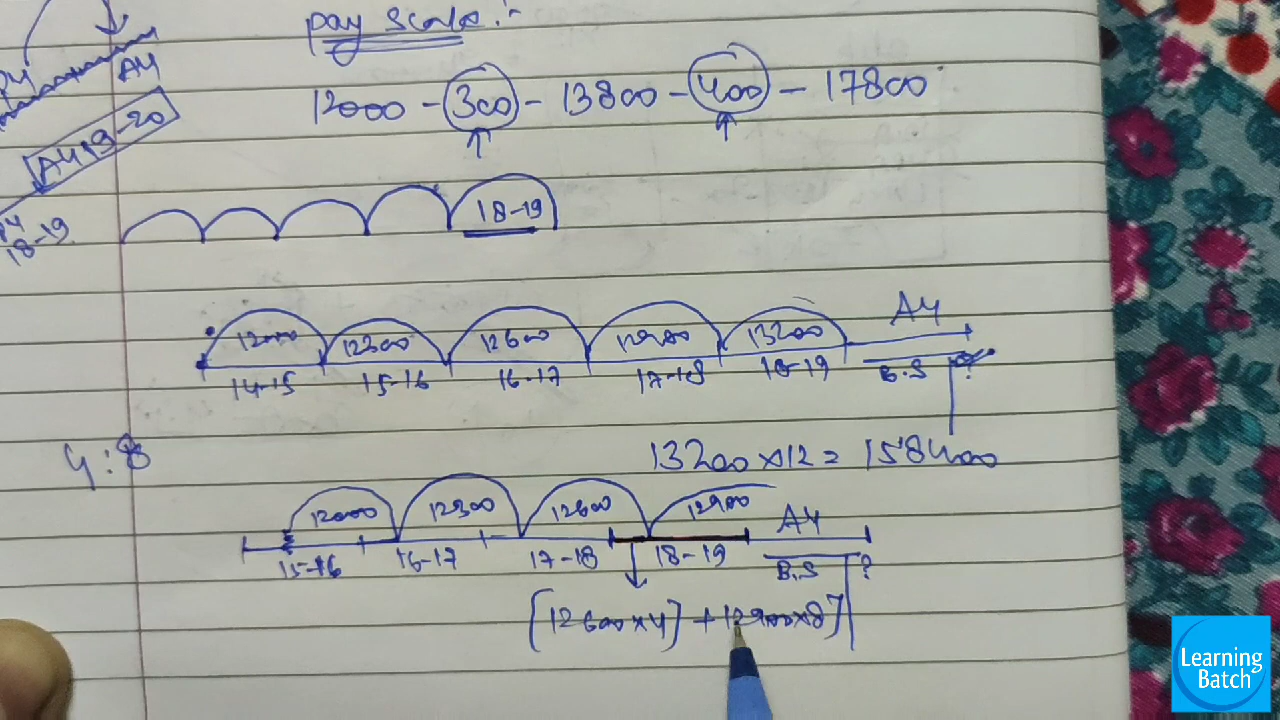 pay scale :-
AY
12000 - 300 - 13800 - 400 - 17800
AY 19-20
18-19
18-19
AY
12000 12300 12600 12900 13200
14-15 15-16 16-17 17-18 18-19 B.S ?
4:8
13200×12= 158400
12000 12300 12600 12900 AY
15-16 16-17 17-18 18-19 B.S ?
[12600×4] + 12900×8]
Learning
Batch